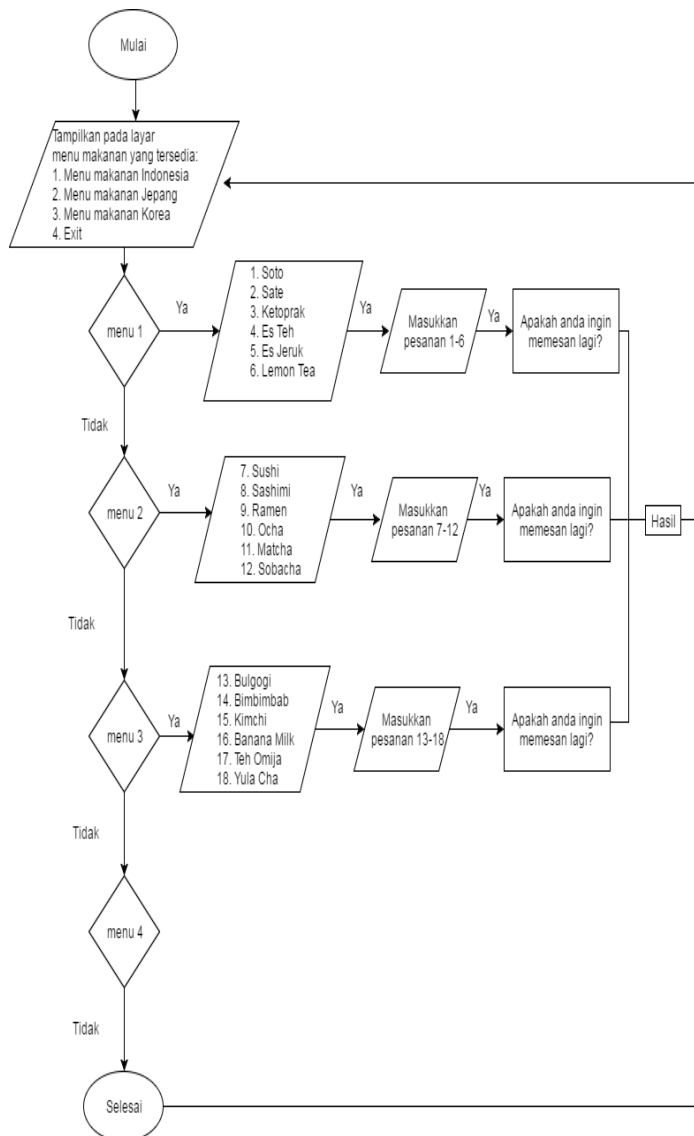 Mulai
Tampilkan pada layar
menu makanan yang tersedia:
1. Menu makanan Indonesia
2. Menu makanan Jepang
3. Menu makanan Korea
4. Exit
menu 1
Ya
1. Soto
2. Sate
3. Ketoprak
4. Es Teh
5. Es Jeruk
6. Lemon Tea
Ya
Masukkan
pesanan 1-6
Ya
Apakah anda ingin
memesan lagi?
Tidak
menu 2
Ya
7. Sushi
8. Sashimi
9. Ramen
10. Ocha
11. Matcha
12. Sobacha
Ya
Masukkan
pesanan 7-12
Ya
Apakah anda ingin
memesan lagi?
Hasil
Tidak
menu 3
Ya
13. Bulgogi
14. Bimbimbab
15. Kimchi
16. Banana Milk
17. Teh Omija
18. Yula Cha
Ya
Masukkan
pesanan 13-18
Ya
Apakah anda ingin
memesan lagi?
Tidak
menu 4
Tidak
Selesai